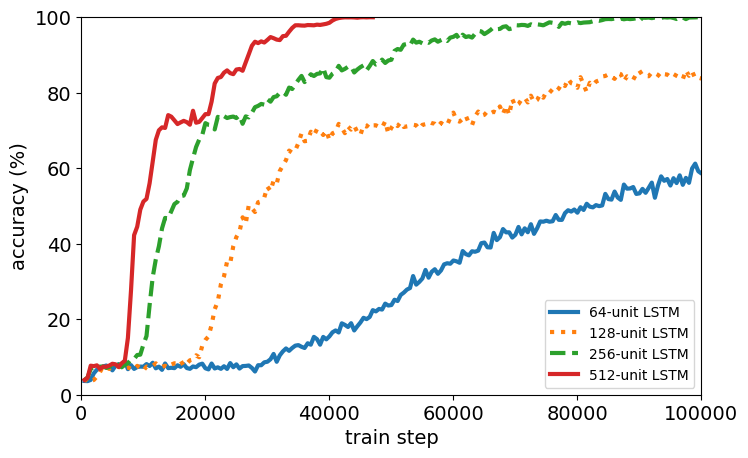 accuracy (%)
100
80
60
40
20
0
0 20000 40000 60000 80000 100000
train step
64-unit LSTM
128-unit LSTM
256-unit LSTM
512-unit LSTM